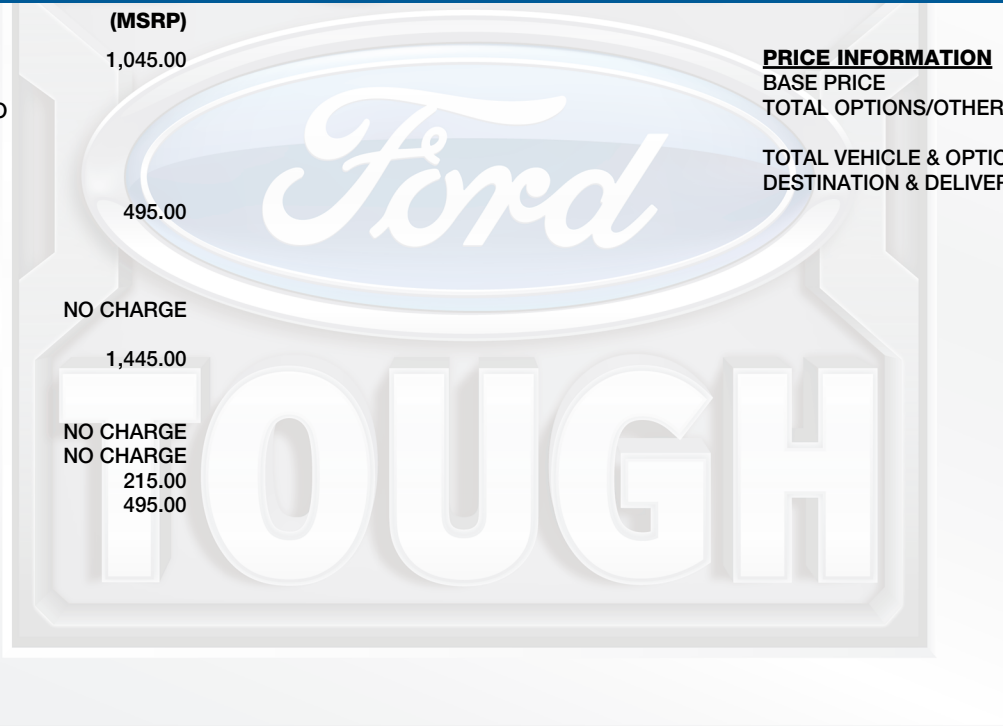 (MSRP)
1,045.00
495.00
NO CHARGE
1,445.00
NO CHARGE
NO CHARGE
215.00
495.00
PRICE INFORMATION
BASE PRICE
TOTAL OPTIONS/OTHER
TOTAL VEHICLE & OPTIO
DESTINATION & DELIVER
Ford
TOUGH